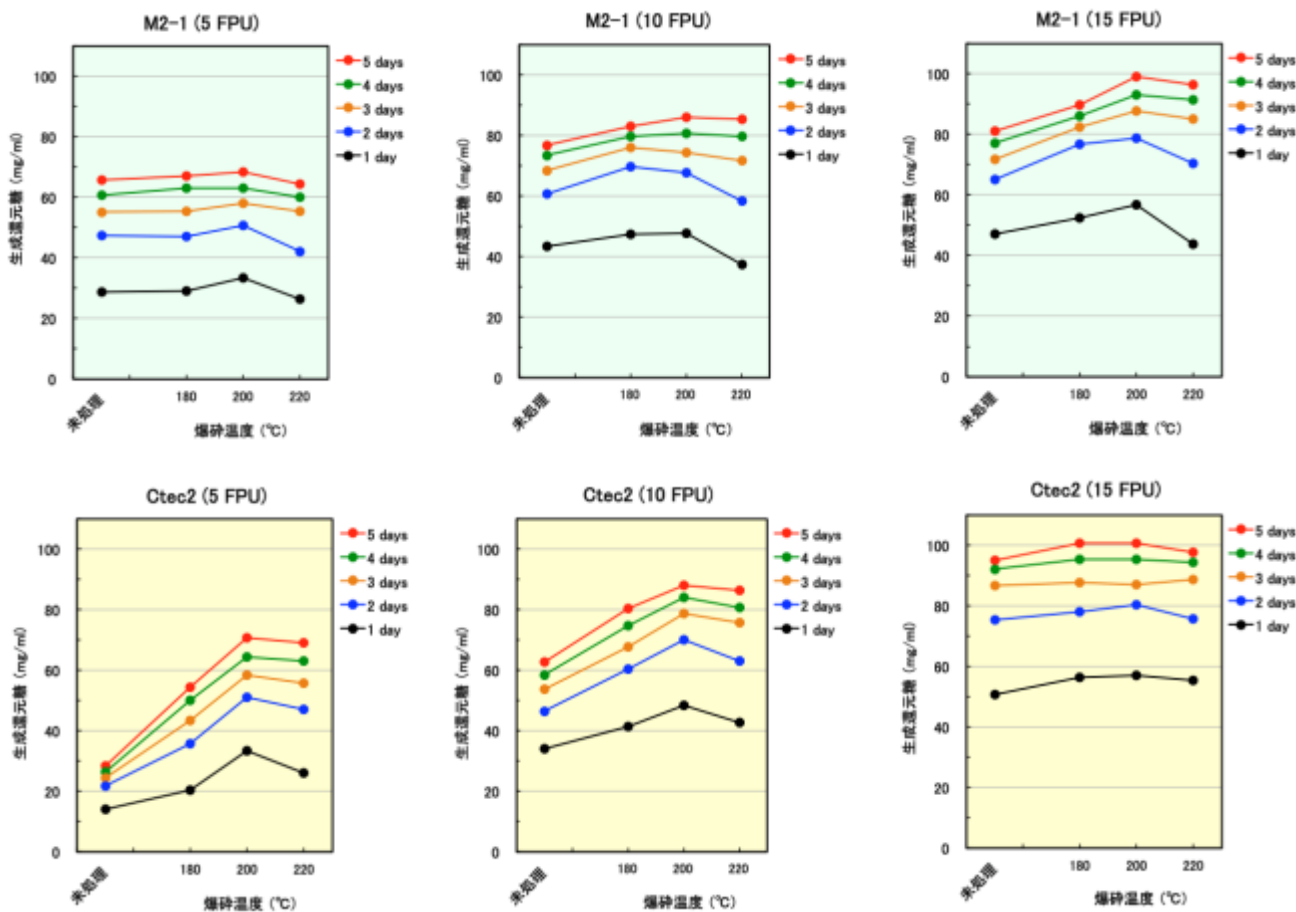 M2-1 (5 FPU)
生成還元糖 (mg/ml)
100
80
60
40
20
0
未処理
180
200
220
爆砕温度 (℃)
5 days
4 days
3 days
2 days
1 day
M2-1 (10 FPU)
生成還元糖 (mg/ml)
100
80
60
40
20
0
未処理
180
200
220
爆砕温度 (℃)
5 days
4 days
3 days
2 days
1 day
M2-1 (15 FPU)
生成還元糖 (mg/ml)
100
80
60
40
20
0
未処理
180
200
220
爆砕温度 (℃)
5 days
4 days
3 days
2 days
1 day
Ctec2 (5 FPU)
生成還元糖 (mg/ml)
100
80
60
40
20
0
未処理
180
200
220
爆砕温度 (℃)
5 days
4 days
3 days
2 days
1 day
Ctec2 (10 FPU)
生成還元糖 (mg/ml)
100
80
60
40
20
0
未処理
180
200
220
爆砕温度 (℃)
5 days
4 days
3 days
2 days
1 day
Ctec2 (15 FPU)
生成還元糖 (mg/ml)
100
80
60
40
20
0
未処理
180
200
220
爆砕温度 (℃)
5 days
4 days
3 days
2 days
1 day